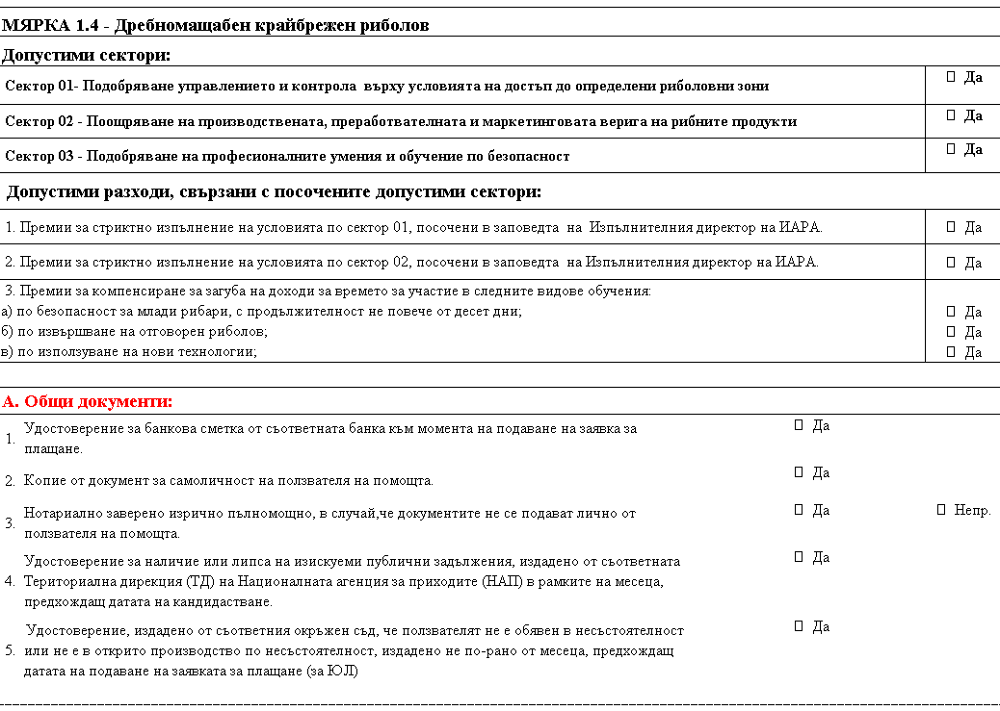 МЯРКА 1.4 - Дребномащабен крайбрежен риболов
Допустими сектори:
Сектор 01- Подобряване управлението и контрола върху условията на достъп до определени риболовни зони
□ Да
Сектор 02 - Поощряване на производствената, преработвателната и маркетинговата верига на рибните продукти
□ Да
Сектор 03 - Подобряване на професионалните умения и обучение по безопасност
□ Да
Допустими разходи, свързани с посочените допустими сектори:
1. Премии за стриктно изпълнение на условията по сектор 01, посочени в заповедта на Изпълнителния директор на ИАРА.
□ Да
2. Премии за стриктно изпълнение на условията по сектор 02, посочени в заповедта на Изпълнителния директор на ИАРА.
□ Да
3. Премии за компенсиране за загуба на доходи за времето за участие в следните видове обучения:
а) по безопасност за млади рибари, с продължителност не повече от десет дни;
□ Да
б) по извършване на отговорен риболов;
□ Да
в) по използуване на нови технологии;
□ Да
А. Общи документи:
1. Удостоверение за банкова сметка от съответната банка към момента на подаване на заявка за
плащане.
□ Да
2. Копие от документ за самоличност на ползвателя на помощта.
□ Да
3. Нотариално заверено изрично пълномощно, в случай,че документите не се подават лично от
ползвателя на помощта.
□ Да □ Непр.
Удостоверение за наличие или липса на изискуеми публични задължения, издадено от съответната
4. Териториална дирекция (ТД) на Националната агенция за приходите (НАП) в рамките на месеца,
предхождащ датата на кандидастване.
□ Да
Удостоверение, издадено от съответния окръжен съд, че ползвателят не е обявен в несъстоятелност
5. или не е в открито производство по несъстоятелност, издадено не по-рано от месеца, предхождащ
датата на подаване на заявката за плащане (за ЮЛ)
□ Да